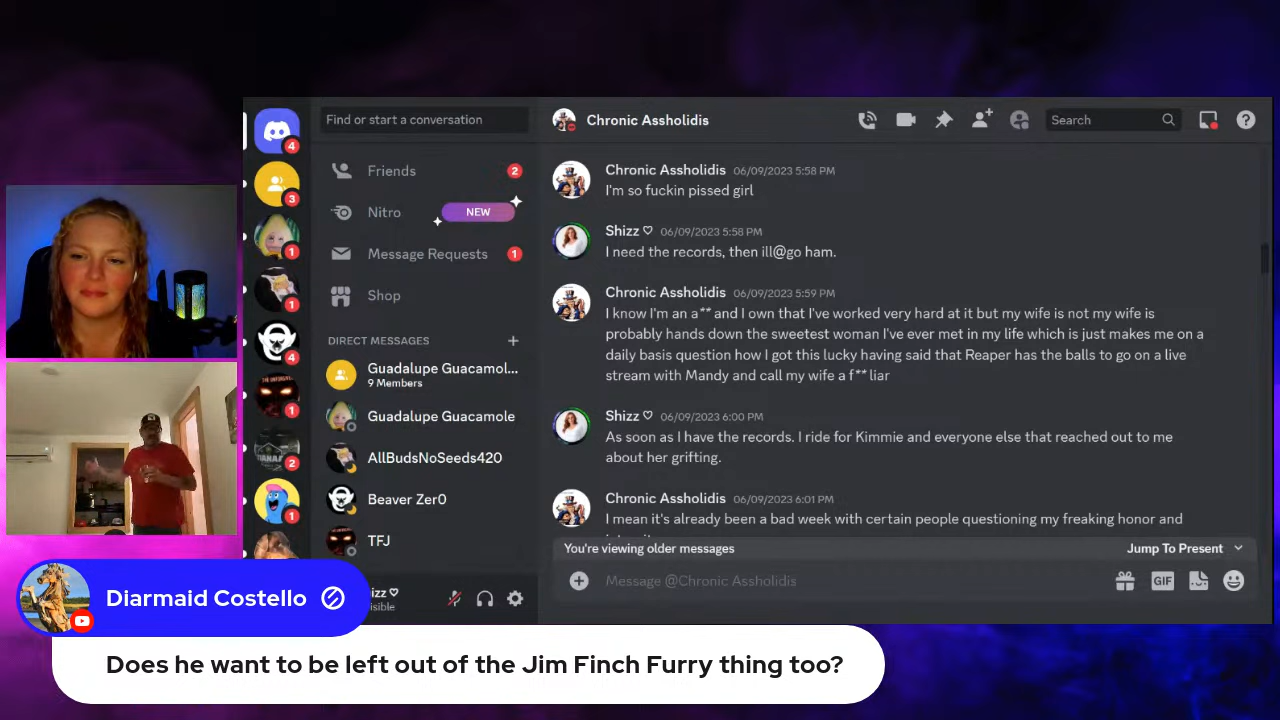 Find or start a conversation
Friends
2
Nitro
NEW
Message Requests
1
Shop
DIRECT MESSAGES
Guadalupe Guacamol...
9 Members
Guadalupe Guacamole
AllBudsNoSeeds420
Beaver Zer0
TFJ
4
3
1
1
4
1
2
1
Chronic Assholidis
Search
Chronic Assholidis 06/09/2023 5:58 PM
I'm so fuckin pissed girl
Shizz ♡ 06/09/2023 5:58 PM
I need the records, then ill@go ham.
Chronic Assholidis 06/09/2023 5:59 PM
I know I'm an a** and I own that I've worked very hard at it but my wife is not my wife is
probably hands down the sweetest woman I've ever met in my life which is just makes me on a
daily basis question how I got this lucky having said that Reaper has the balls to go on a live
stream with Mandy and call my wife a f** liar
Shizz ♡ 06/09/2023 6:00 PM
As soon as I have the records. I ride for Kimmie and everyone else that reached out to me
about her grifting.
Chronic Assholidis 06/09/2023 6:01 PM
I mean it's already been a bad week with certain people questioning my freaking honor and
You're viewing older messages
Jump To Present
Message @Chronic Assholidis
GIF
izz ♡
isible
Diarmaid Costello
Does he want to be left out of the Jim Finch Furry thing too?